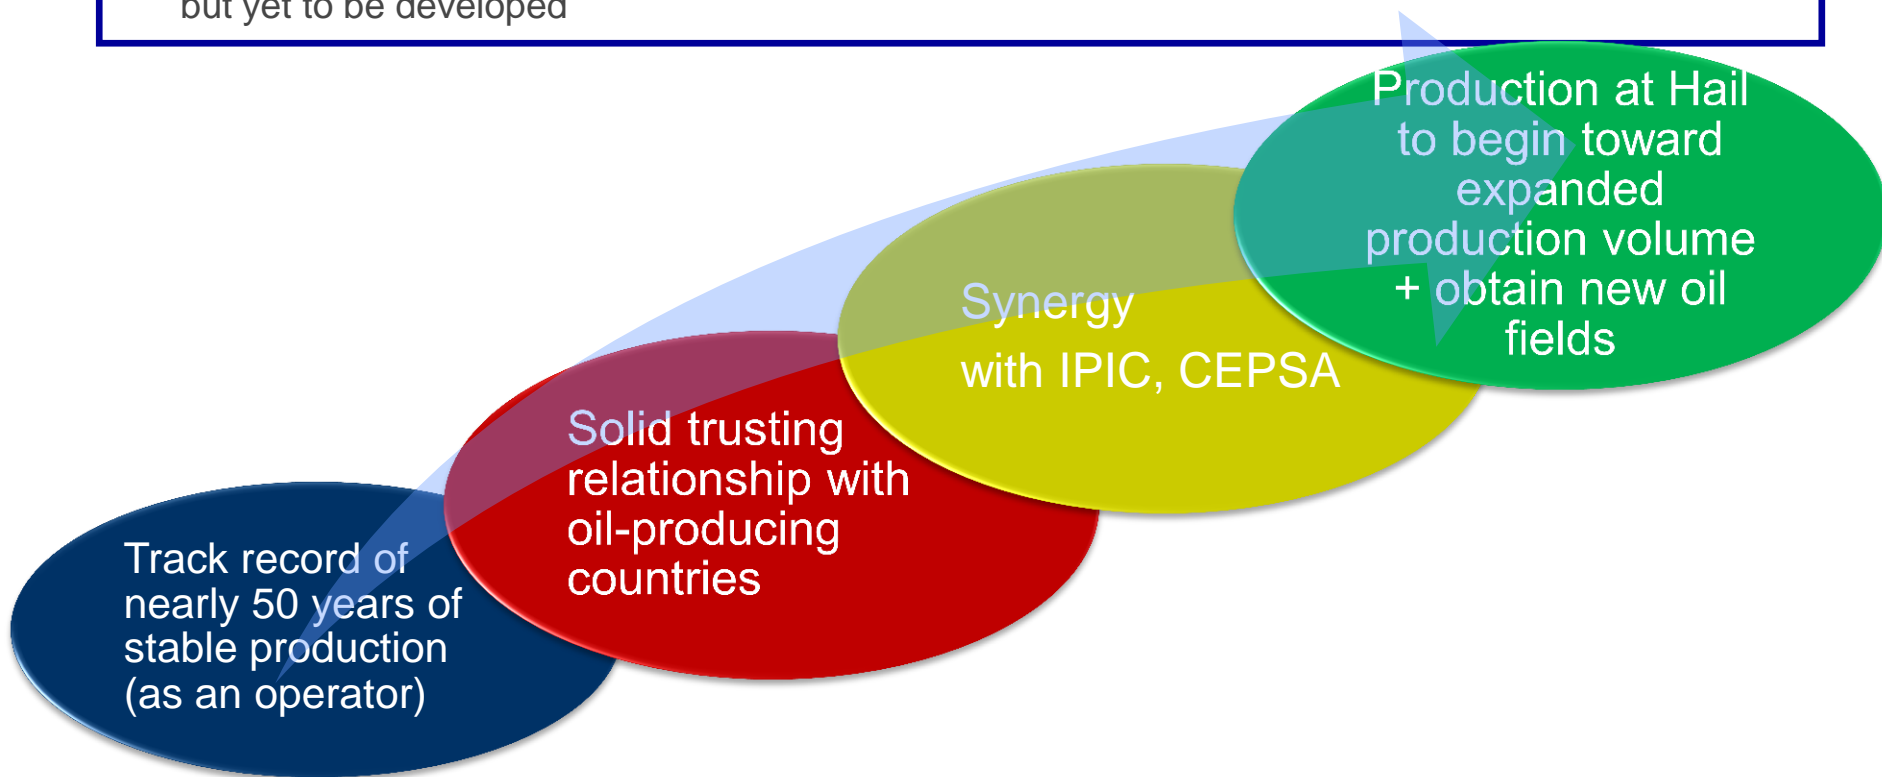 but yet to be developed
Production at Hail
to begin toward
expanded
production volume
+ obtain new oil
fields
Synergy
with IPIC, CEPSA
Solid trusting
relationship with
oil-producing
countries
Track record of
nearly 50 years of
stable production
(as an operator)